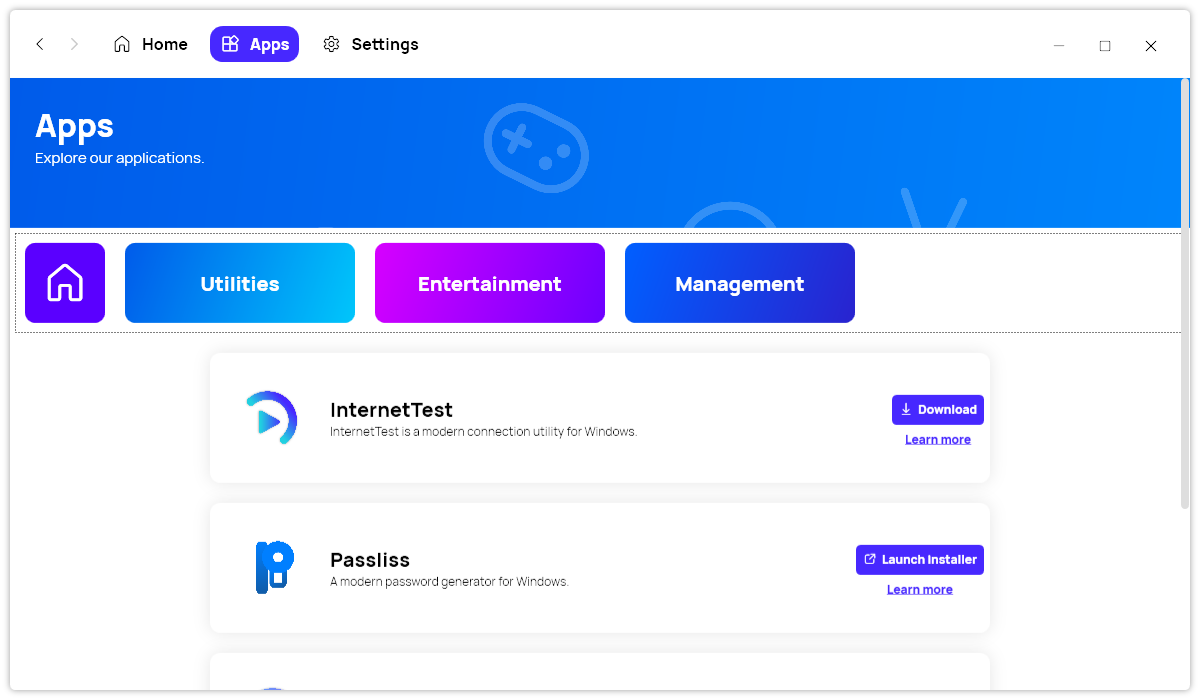 Home
Apps
Settings
Apps
Explore our applications.
Utilities
Entertainment
Management
InternetTest
InternetTest is a modern connection utility for Windows.
Download
Learn more
Passliss
A modern password generator for Windows.
Launch installer
Learn more